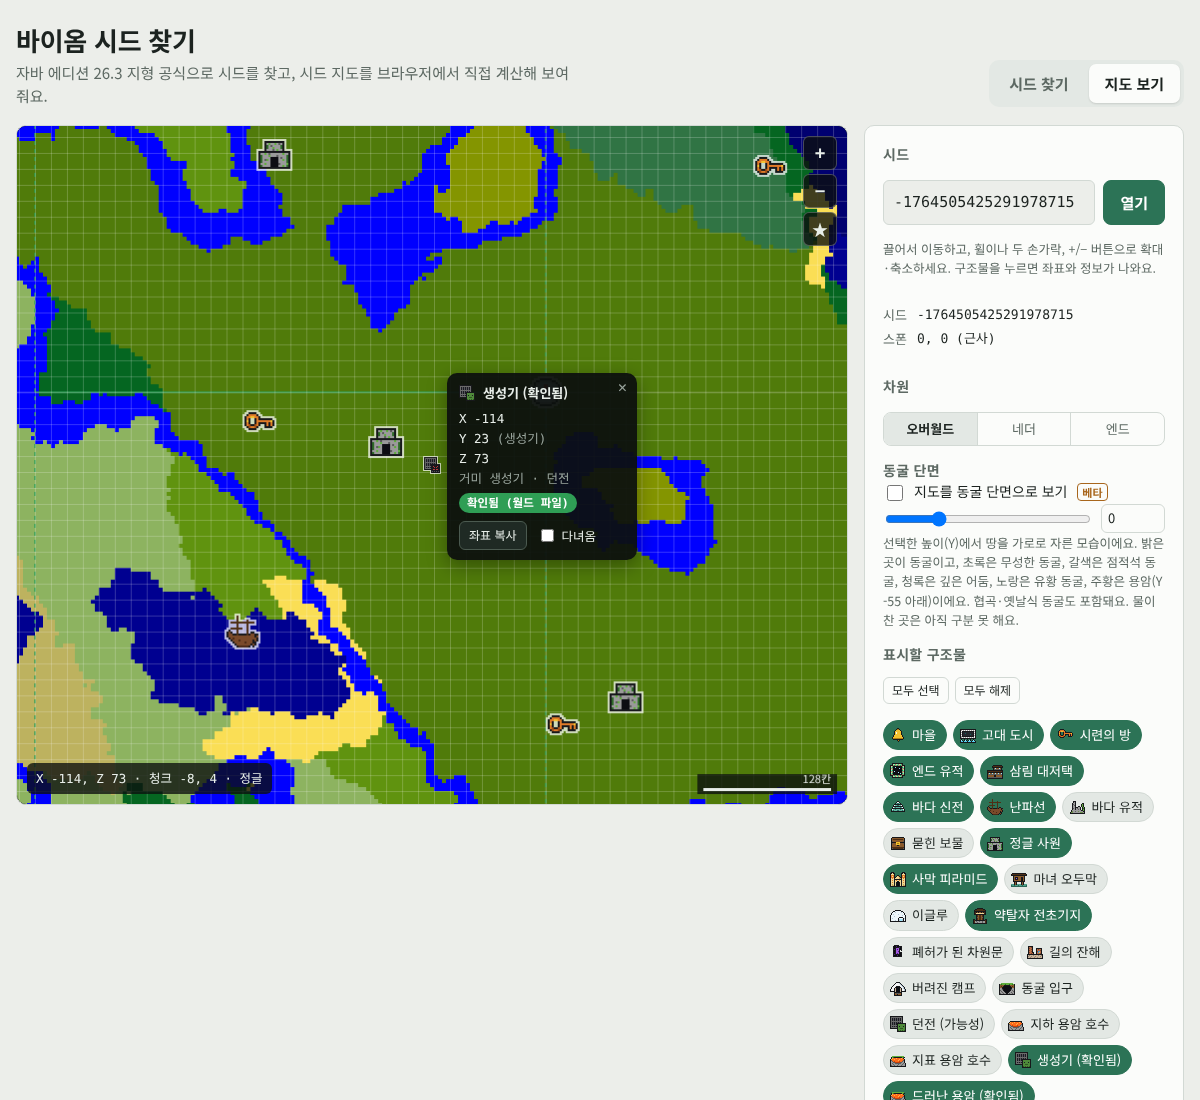 바이옴 시드 찾기
자바 에디션 26.3 지형 공식으로 시드를 찾고, 시드 지도를 브라우저에서 직접 계산해 보여
줘요.
시드 찾기
지도 보기
+
−
★
생성기 (확인됨)
×
X -114
Y 23 (생성기)
Z 73
거미 생성기 · 던전
확인됨 (월드 파일)
좌표 복사
다녀옴
X -114, Z 73 · 청크 -8, 4 · 정글
128칸
시드
-1764505425291978715
열기
끌어서 이동하고, 휠이나 두 손가락, +/− 버튼으로 확대
·축소하세요. 구조물을 누르면 좌표와 정보가 나와요.
시드 -1764505425291978715
스폰 0, 0 (근사)
차원
오버월드
네더
엔드
동굴 단면
지도를 동굴 단면으로 보기 베타
0
선택한 높이(Y)에서 땅을 가로로 자른 모습이에요. 밝은
곳이 동굴이고, 초록은 무성한 동굴, 갈색은 점적석 동
굴, 청록은 깊은 어둠, 노랑은 유황 동굴, 주황은 용암(Y
-55 아래)이에요. 협곡·옛날식 동굴도 포함돼요. 물이
찬 곳은 아직 구분 못 해요.
표시할 구조물
모두 선택
모두 해제
마을
고대 도시
시련의 방
엔드 유적
삼림 대저택
바다 신전
난파선
바다 유적
묻힌 보물
정글 사원
사막 피라미드
마녀 오두막
이글루
약탈자 전초기지
폐허가 된 차원문
길의 잔해
버려진 캠프
동굴 입구
던전 (가능성)
지하 용암 호수
지표 용암 호수
생성기 (확인됨)
드러난 용암 (확인됨)